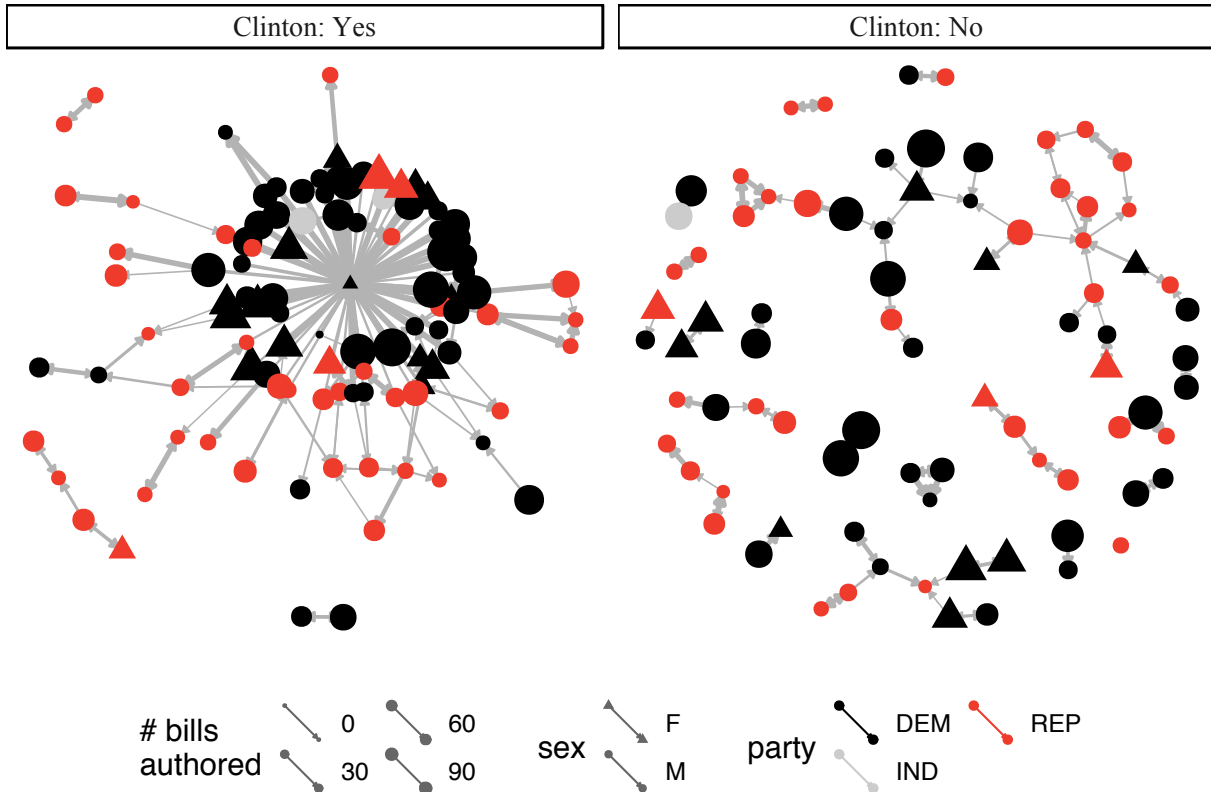 Clinton: Yes
Clinton: No
# bills authored
0
60
30
90
sex
F
M
party
DEM
REP
IND